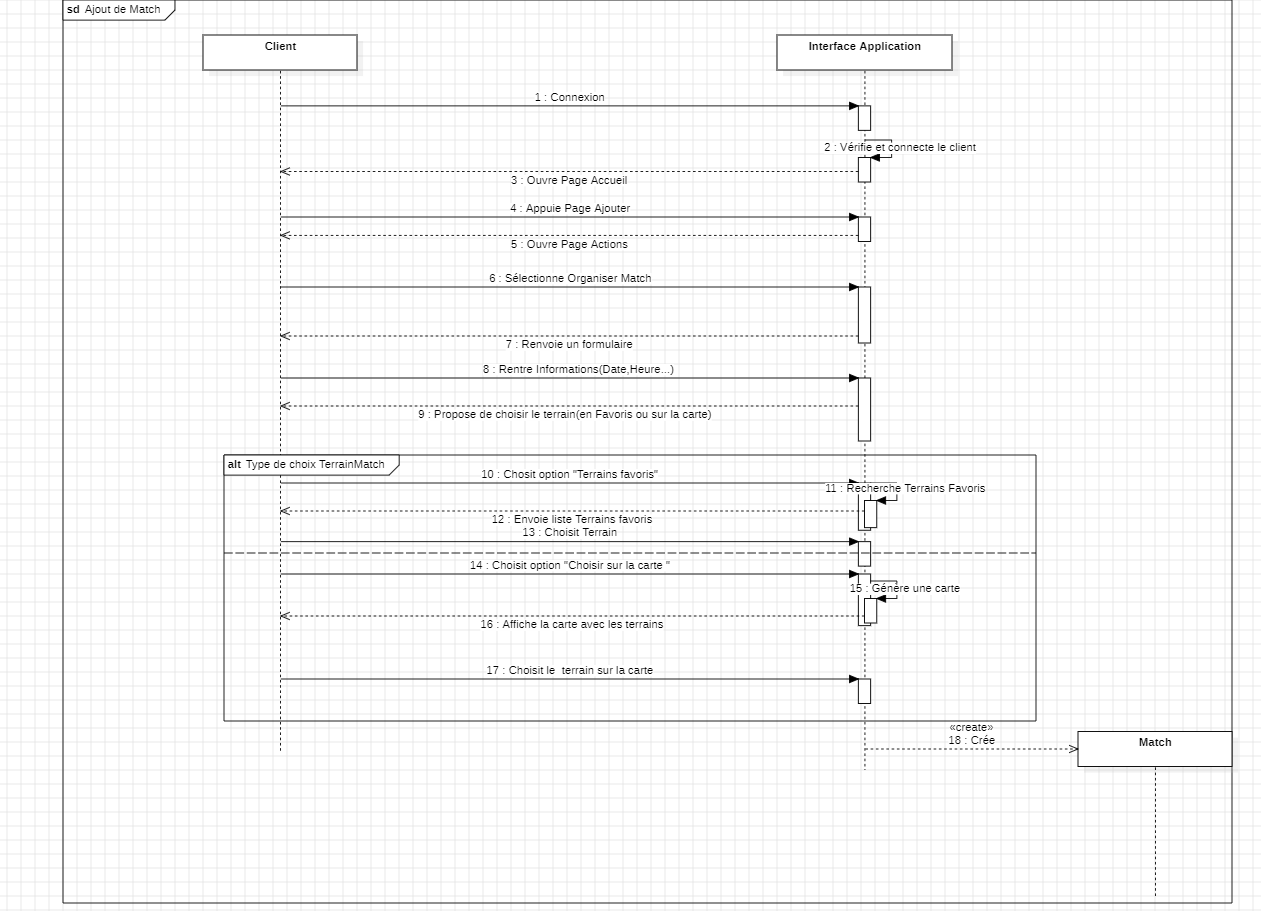 sd Ajout de Match
Client
Interface Application
1 : Connexion
2 : Vérifie et connecte le client
3 : Ouvre Page Accueil
4 : Appuie Page Ajouter
5 : Ouvre Page Actions
6 : Sélectionne Organiser Match
7 : Renvoie un formulaire
8 : Rentre Informations(Date,Heure...)
9 : Propose de choisir le terrain(en Favoris ou sur la carte)
alt Type de choix TerrainMatch
10 : Chosit option "Terrains favoris"
11 : Recherche Terrains Favoris
12 : Envoie liste Terrains favoris
13 : Choisit Terrain
14 : Choisit option "Choisir sur la carte "
15 : Génère une carte
16 : Affiche la carte avec les terrains
17 : Choisit le  terrain sur la carte
«create»
18 : Crée
Match